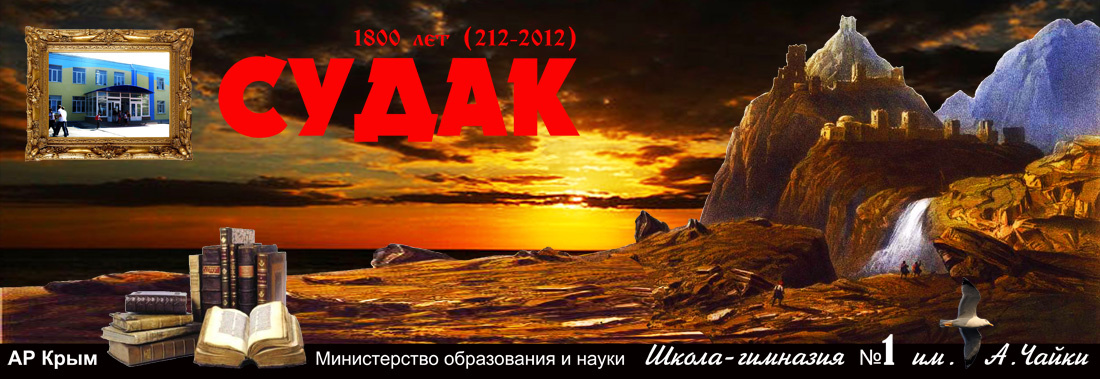 1800 лет (212-2012)
СУДАК
АР Крым Министерство образования и науки Школа-гимназия №1 им. А.Чайки